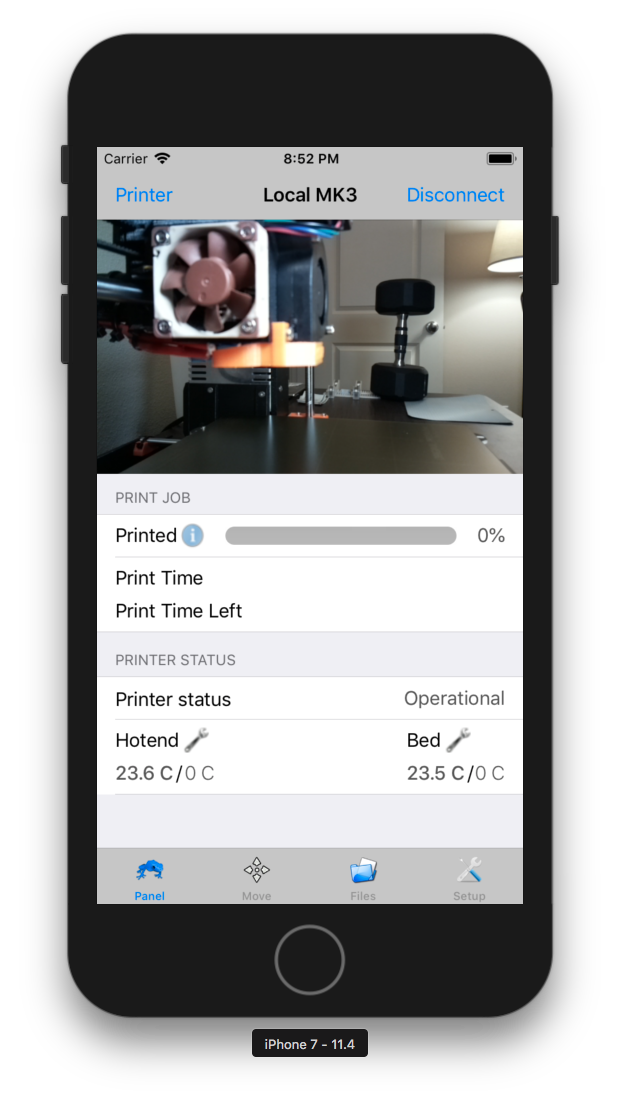 Carrier 8:52 PM
Printer Local MK3 Disconnect
PRINT JOB
Printed 0%
Print Time
Print Time Left
PRINTER STATUS
Printer status Operational
Hotend Bed
23.6 C/0 C 23.5 C/0 C
Panel Move Files Setup
iPhone 7 - 11.4